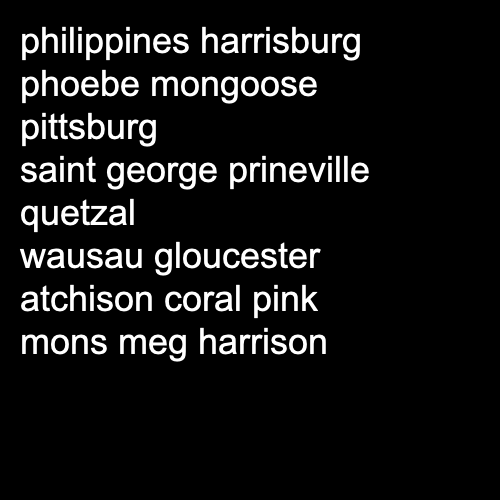 philippines harrisburg
phoebe mongoose
pittsburg
saint george prineville
quetzal
wausau gloucester
atchison coral pink
mons meg harrison